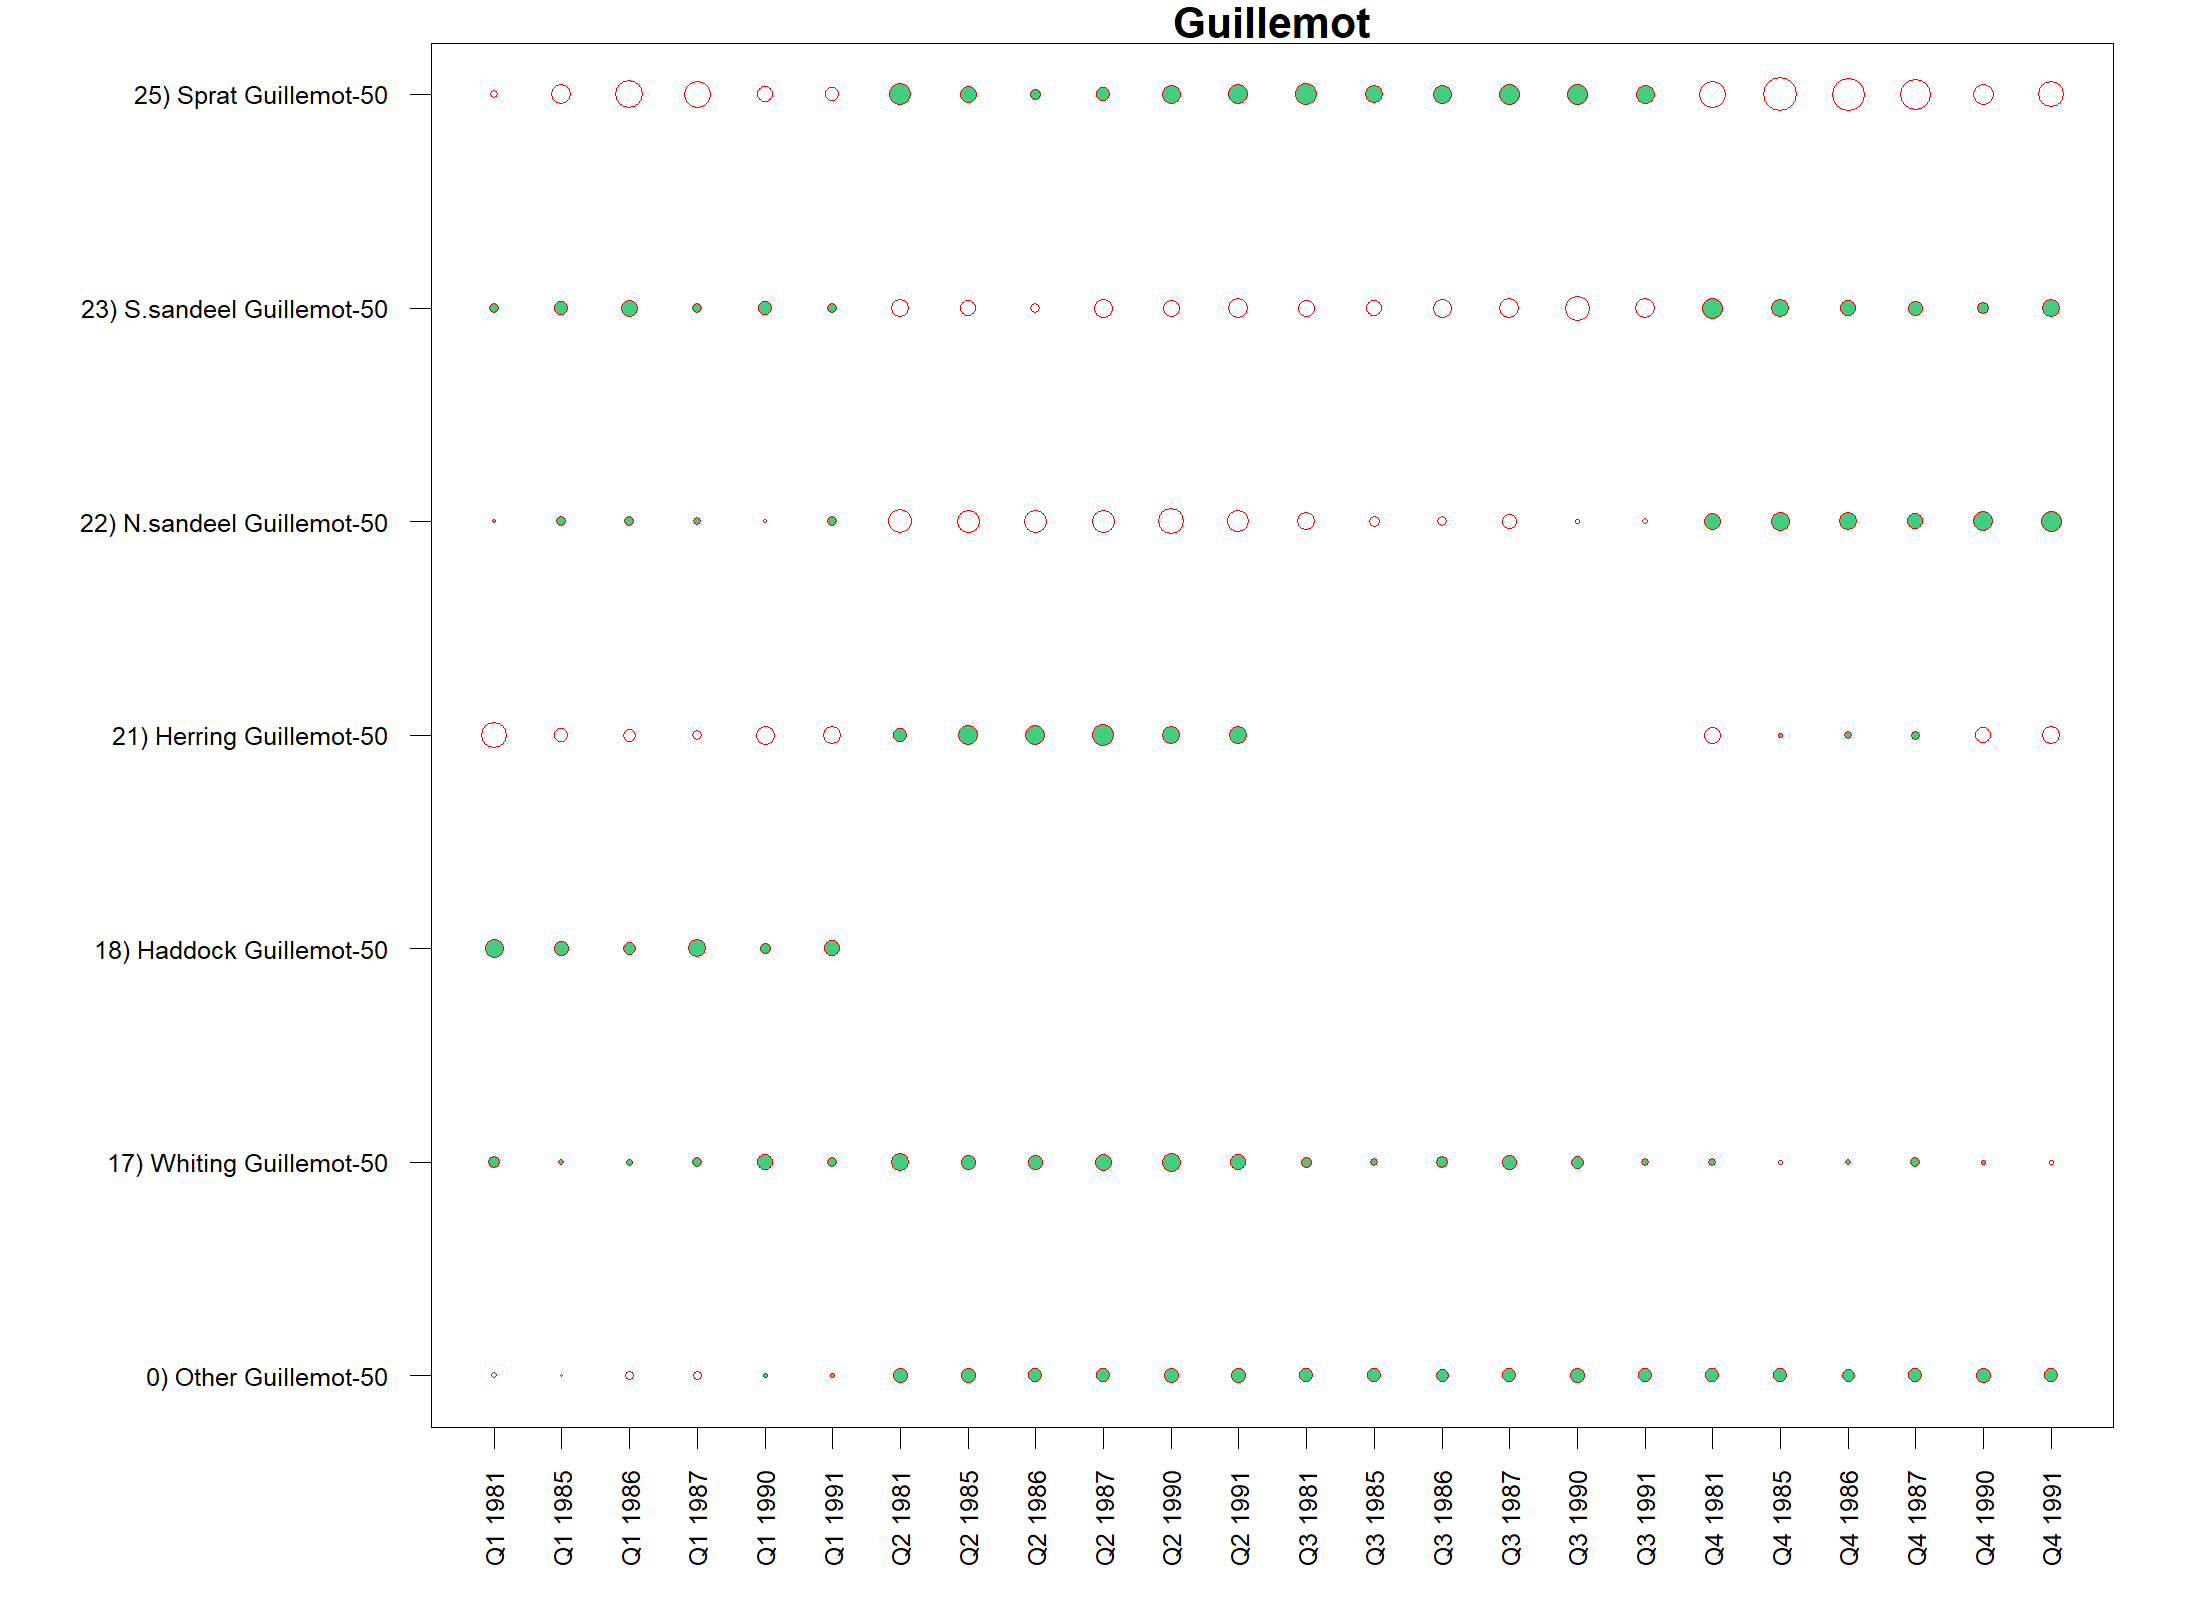 Guillemot
25) Sprat Guillemot-50
23) S.sandeel Guillemot-50
22) N.sandeel Guillemot-50
21) Herring Guillemot-50
18) Haddock Guillemot-50
17) Whiting Guillemot-50
0) Other Guillemot-50
Q1 1981
Q1 1985
Q1 1986
Q1 1987
Q1 1990
Q1 1991
Q2 1981
Q2 1985
Q2 1986
Q2 1987
Q2 1990
Q2 1991
Q3 1981
Q3 1985
Q3 1986
Q3 1987
Q3 1990
Q3 1991
Q4 1981
Q4 1985
Q4 1986
Q4 1987
Q4 1990
Q4 1991